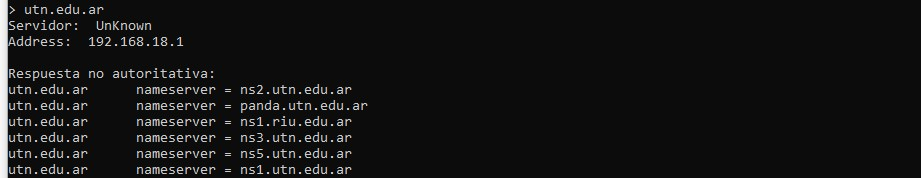 > utn.edu.ar
Servidor:  UnKnown
Address:  192.168.18.1

Respuesta no autoritativa:
utn.edu.ar      nameserver = ns2.utn.edu.ar
utn.edu.ar      nameserver = panda.utn.edu.ar
utn.edu.ar      nameserver = ns1.riu.edu.ar
utn.edu.ar      nameserver = ns3.utn.edu.ar
utn.edu.ar      nameserver = ns5.utn.edu.ar
utn.edu.ar      nameserver = ns1.utn.edu.ar